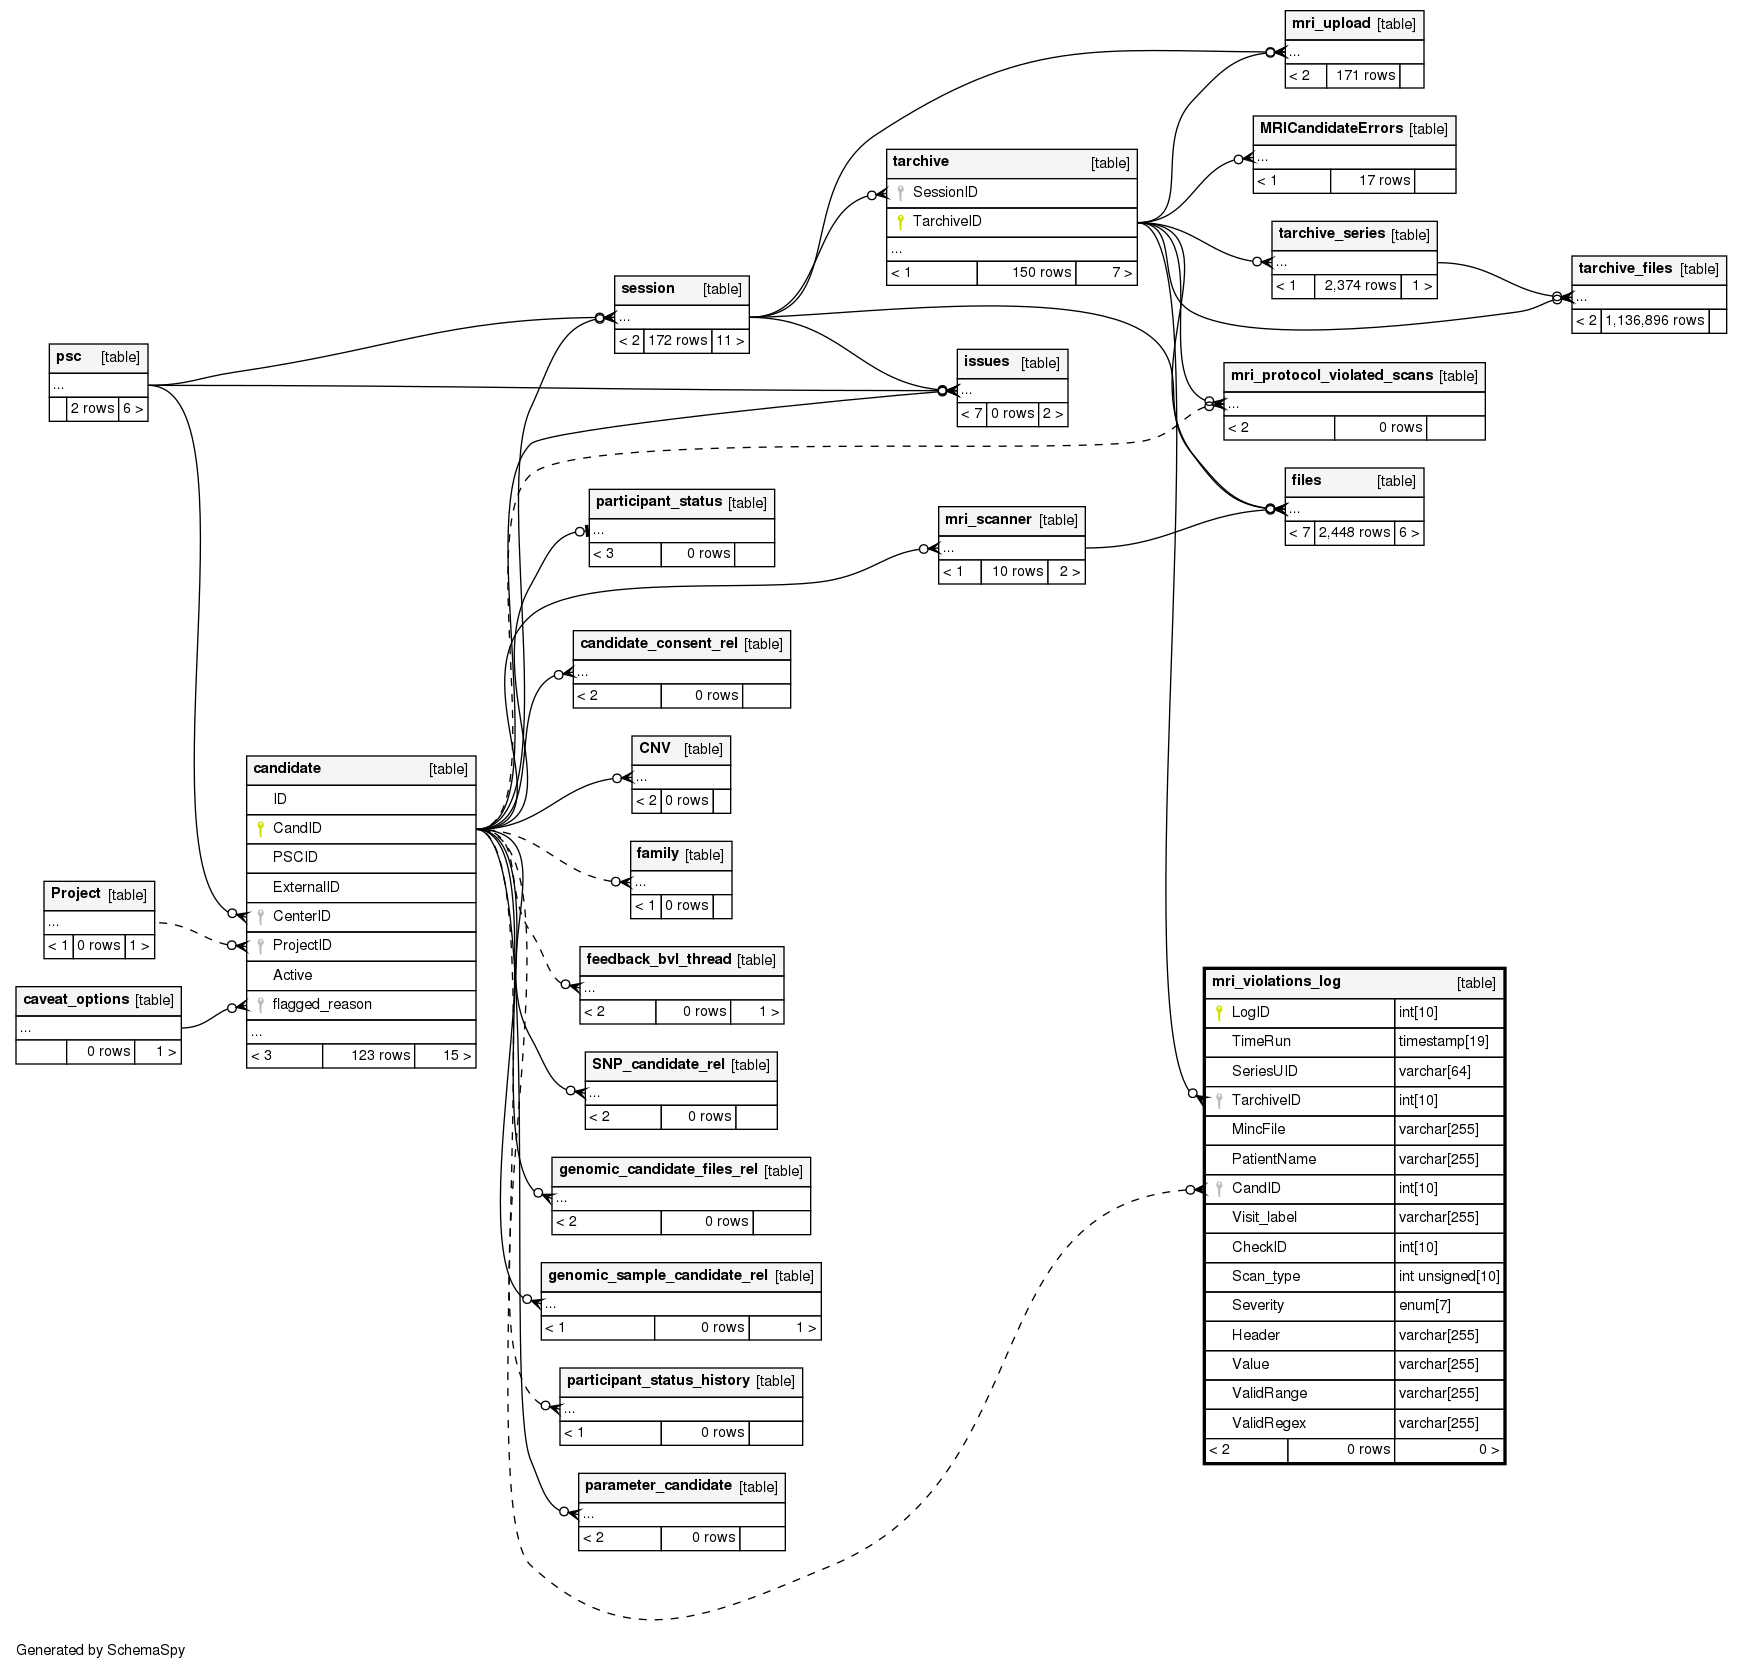 mri_upload [table]
...
< 2 171 rows
MRICandidateErrors [table]
...
< 1 17 rows
tarchive [table]
SessionID
TarchiveID
...
< 1 150 rows 7 >
tarchive_series [table]
...
< 1 2,374 rows 1 >
tarchive_files [table]
...
< 2 1,136,896 rows
session [table]
...
< 2 172 rows 11 >
psc [table]
...
2 rows 6 >
issues [table]
...
< 7 0 rows 2 >
mri_protocol_violated_scans [table]
...
< 2 0 rows
files [table]
...
< 7 2,448 rows 6 >
participant_status [table]
...
< 3 0 rows
mri_scanner [table]
...
< 1 10 rows 2 >
candidate_consent_rel [table]
...
< 2 0 rows
CNV [table]
...
< 2 0 rows
candidate [table]
ID
CandID
PSCID
ExternalID
CenterID
ProjectID
Active
flagged_reason
...
< 3 123 rows 15 >
family [table]
...
< 1 0 rows
Project [table]
...
< 1 0 rows 1 >
caveat_options [table]
...
0 rows 1 >
feedback_bvl_thread [table]
...
< 2 0 rows 1 >
SNP_candidate_rel [table]
...
< 2 0 rows
genomic_candidate_files_rel [table]
...
< 2 0 rows
genomic_sample_candidate_rel [table]
...
< 1 0 rows 1 >
participant_status_history [table]
...
< 1 0 rows
parameter_candidate [table]
...
< 2 0 rows
mri_violations_log [table]
LogID int[10]
TimeRun timestamp[19]
SeriesUID varchar[64]
TarchiveID int[10]
MincFile varchar[255]
PatientName varchar[255]
CandID int[10]
Visit_label varchar[255]
CheckID int[10]
Scan_type int unsigned[10]
Severity enum[7]
Header varchar[255]
Value varchar[255]
ValidRange varchar[255]
ValidRegex varchar[255]
< 2 0 rows 0 >
Generated by SchemaSpy